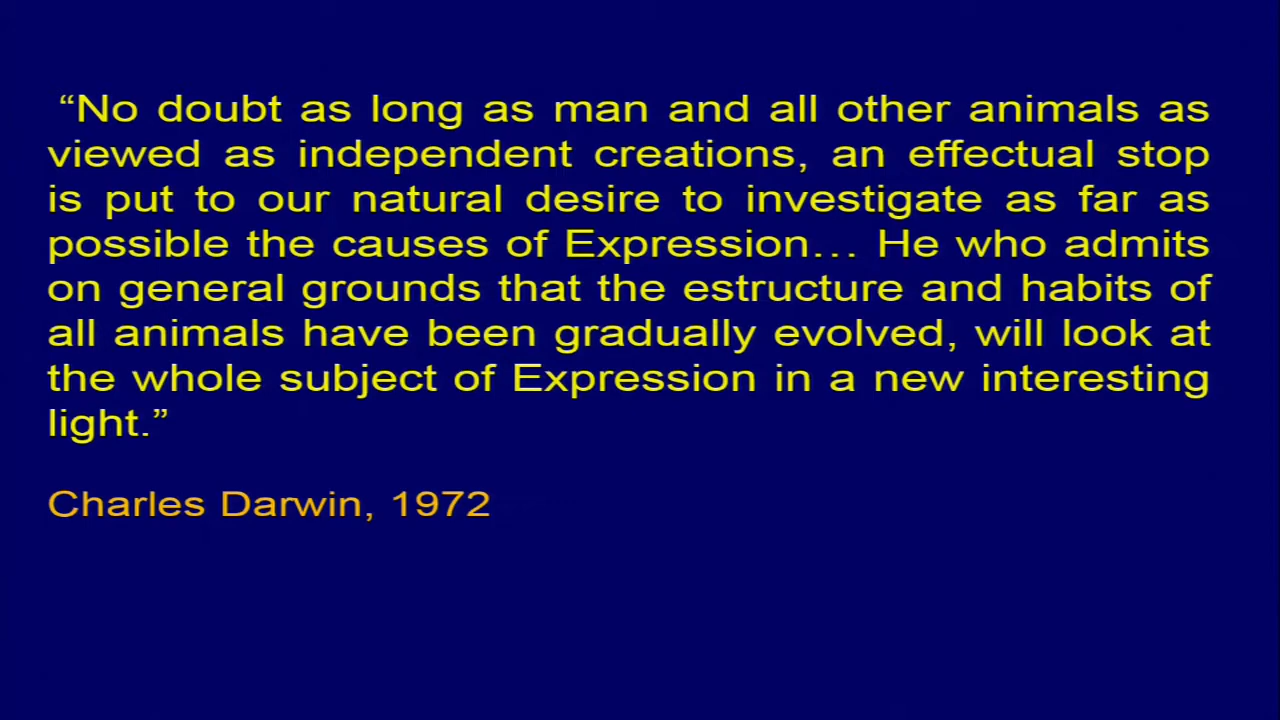 “No doubt as long as man and all other animals as
viewed as independent creations, an effectual stop
is put to our natural desire to investigate as far as
possible the causes of Expression… He who admits
on general grounds that the estructure and habits of
all animals have been gradually evolved, will look at
the whole subject of Expression in a new interesting
light.”
Charles Darwin, 1972